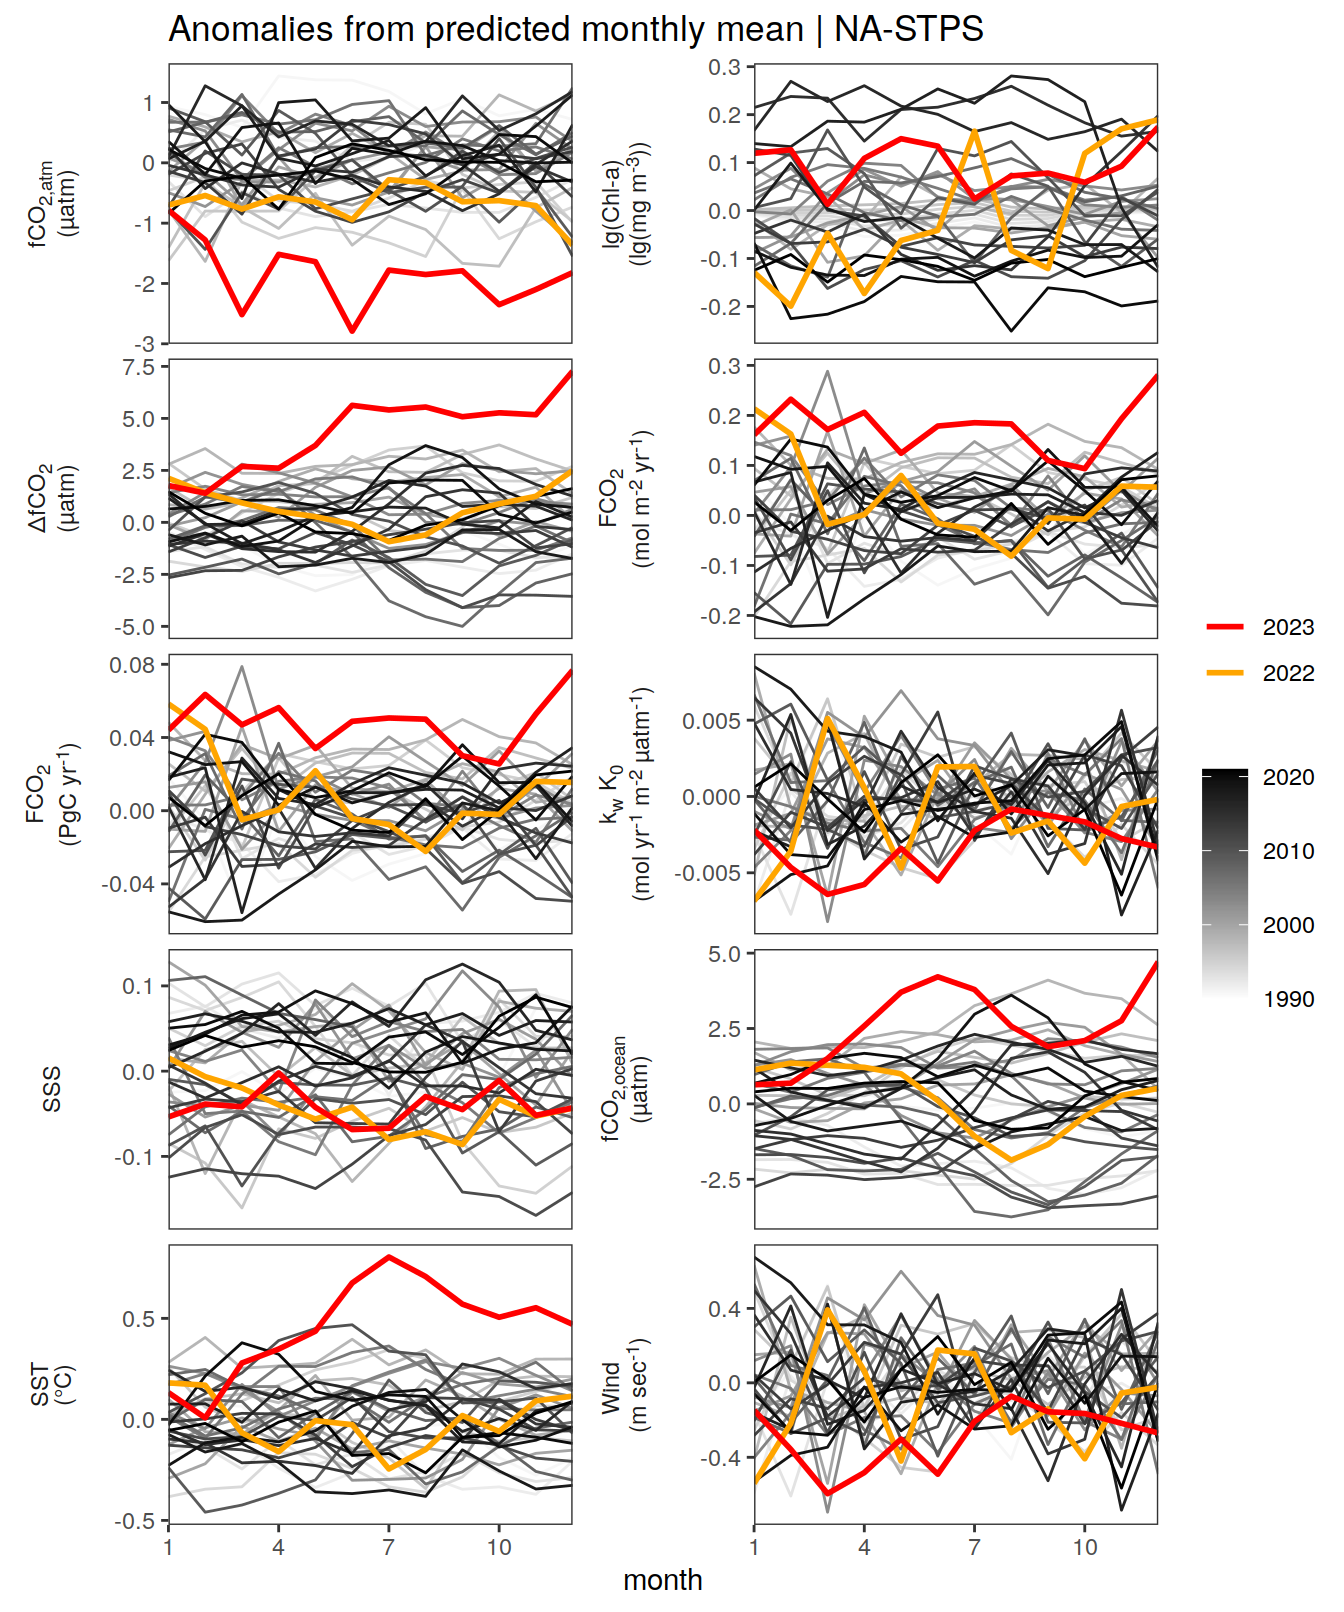 Anomalies from predicted monthly mean | NA-STPS
fCO2,atm
(µatm)
1
0
-1
-2
-3
lg(Chl-a)
(lg(mg m-3))
0.3
0.2
0.1
0.0
-0.1
-0.2
ΔfCO2
(µatm)
7.5
5.0
2.5
0.0
-2.5
-5.0
FCO2
(mol m-2 yr-1)
0.3
0.2
0.1
0.0
-0.1
-0.2
FCO2
(PgC yr-1)
0.08
0.04
0.00
-0.04
kw K0
(mol yr-1 m-2 µatm-1)
0.005
0.000
-0.005
SSS
0.1
0.0
-0.1
fCO2,ocean
(µatm)
5.0
2.5
0.0
-2.5
SST
(°C)
0.5
0.0
-0.5
Wind
(m sec-1)
0.4
0.0
-0.4
1 4 7 10
1 4 7 10
month
2023
2022
2020
2010
2000
1990